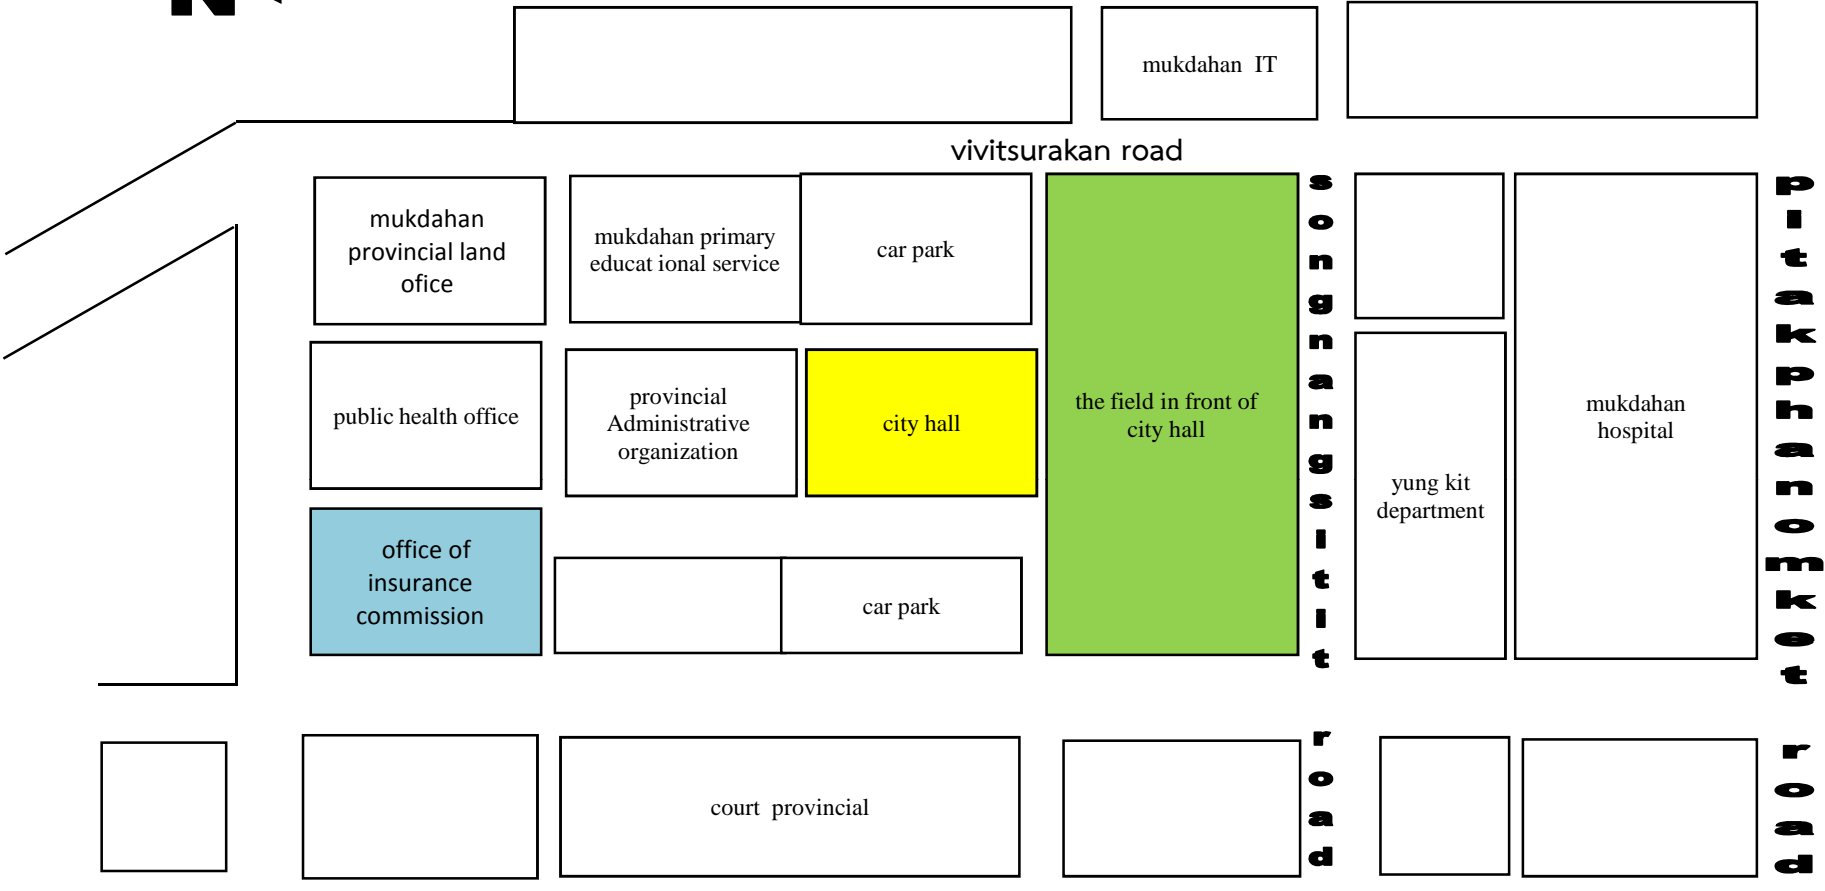 N
mukdahan IT
vivitsurakan road
mukdahan
provincial land
ofice
mukdahan primary
educat ional service
car park
public health office
provincial
Administrative
organization
city hall
the field in front of
city hall
office of
insurance
commission
car park
songnangsitit road
yung kit
department
mukdahan
hospital
pitakphanomket road
court provincial